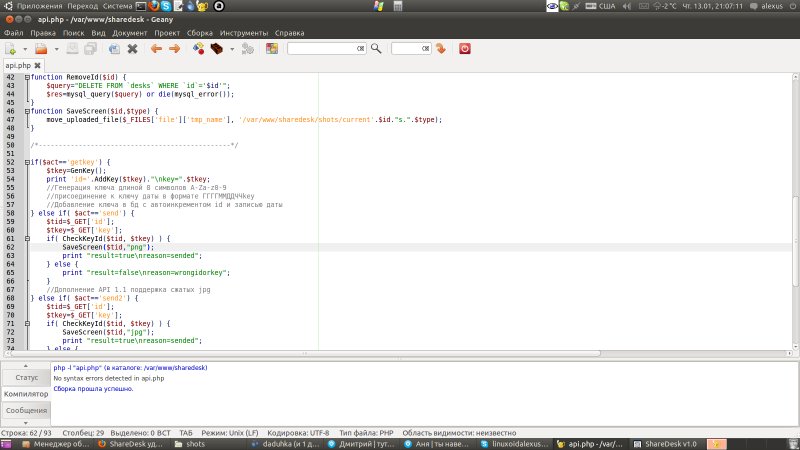 Приложения Переход Система США -2 °C Чт. 13.01, 21:07:11 alexus
api.php - /var/www/sharedesk - Geany
Файл Правка Поиск Вид Документ Проект Сборка Инструменты Справка
api.php
42 function RemoveId($id) {
43 $query="DELETE FROM `desks` WHERE `id`='$id'";
44 $res=mysql_query($query) or die(mysql_error());
45 }
46 function SaveScreen($id,$type) {
47 move_uploaded_file($_FILES['file']['tmp_name'], '/var/www/sharedesk/shots/current'.$id."s.".$type);
48 }
49
50 /*----------------------------------------------*/
51
52 if($act=='getkey') {
53 $tkey=GenKey();
54 print 'id='.AddKey($tkey)."\nkey=".$tkey;
55 //Генерация ключа длиной 8 символов A-Za-z0-9
56 //присоединение к ключу даты в формате ГГГГММДДЧЧkey
57 //Добавление ключа в бд с автоинкрементом id и записью даты
58 } else if( $act=='send') {
59 $tid=$_GET['id'];
60 $tkey=$_GET['key'];
61 if( CheckKeyId($tid, $tkey) ) {
62 SaveScreen($tid,"png");
63 print "result=true\nreason=sended";
64 } else {
65 print "result=false\nreason=wrongidorkey";
66 }
67 //Дополнение API 1.1 поддержка сжатых jpg
68 } else if( $act=='send2') {
69 $tid=$_GET['id'];
70 $tkey=$_GET['key'];
71 if( CheckKeyId($tid, $tkey) ) {
72 SaveScreen($tid,"jpg");
73 print "result=true\nreason=sended";
74 } else {
Статус
Компилятор
Сообщения
php -l "api.php" (в каталоге: /var/www/sharedesk)
No syntax errors detected in api.php
Сборка прошла успешно.
Строка: 62 / 93 Столбец: 29 Выделено: 0 ВСТ ТАБ Режим: Unix (LF) Кодировка: UTF-8 Тип файла: PHP Область видимости: неизвестно
Менеджер об... ShareDesk уд... shots daduhka (и 1 д... Дмитрий | тут... Аня | ты наве... linuxoidalexus... api.php - /var/... ShareDesk v1.0